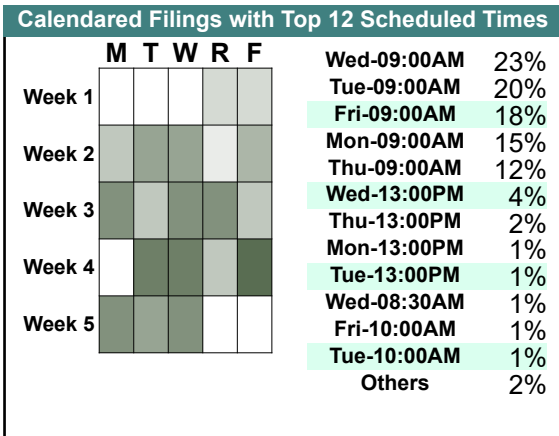 Calendared Filings with Top 12 Scheduled Times
M T W R F
Week 1
Week 2
Week 3
Week 4
Week 5
Wed-09:00AM 23%
Tue-09:00AM 20%
Fri-09:00AM 18%
Mon-09:00AM 15%
Thu-09:00AM 12%
Wed-13:00PM 4%
Thu-13:00PM 2%
Mon-13:00PM 1%
Tue-13:00PM 1%
Wed-08:30AM 1%
Fri-10:00AM 1%
Tue-10:00AM 1%
Others 2%